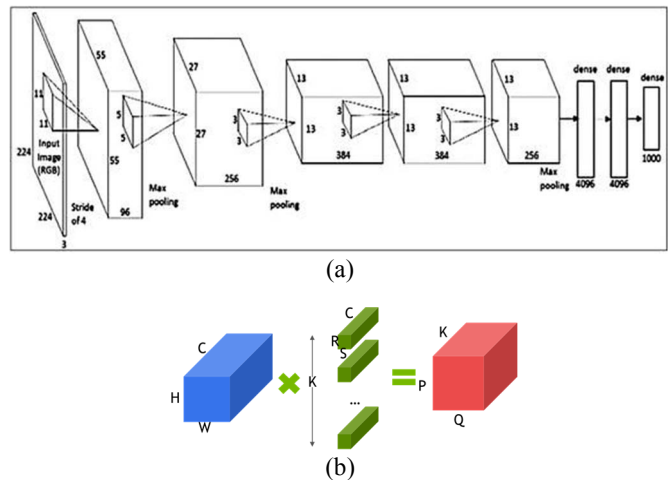 55
27
13
13
13
dense
dense
dense
11
11
5
5
3
3
3
3
3
3
55
27
13
13
13
224
Input
Image
(RGB)
384
384
256
1000
Max
pooling
4096
4096
256
Max
pooling
Max
pooling
96
224
Stride
of 4
3
(a)
C
H
W
C
R
S
K
...
K
P
Q
(b)